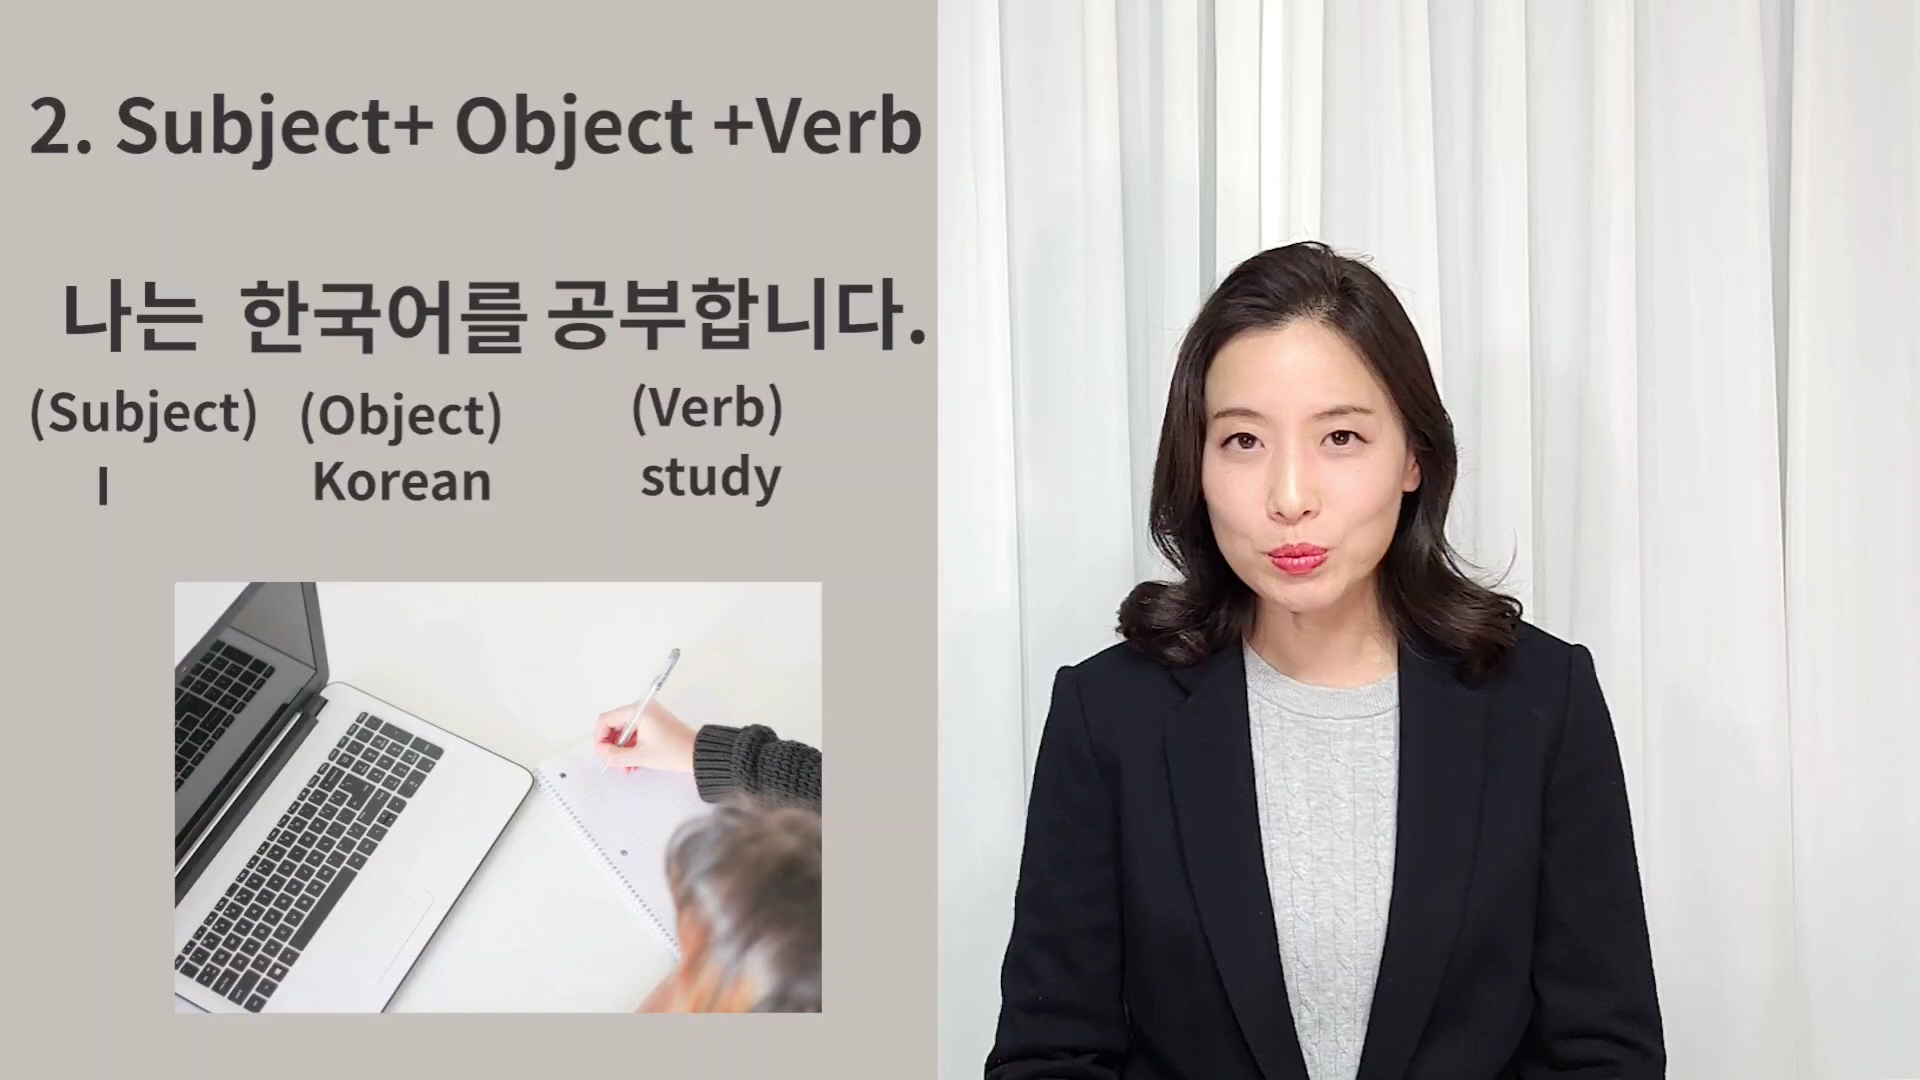 2. Subject+ Object +Verb
나는 한국어를 공부합니다.
(Subject) (Object) (Verb)
I Korean study